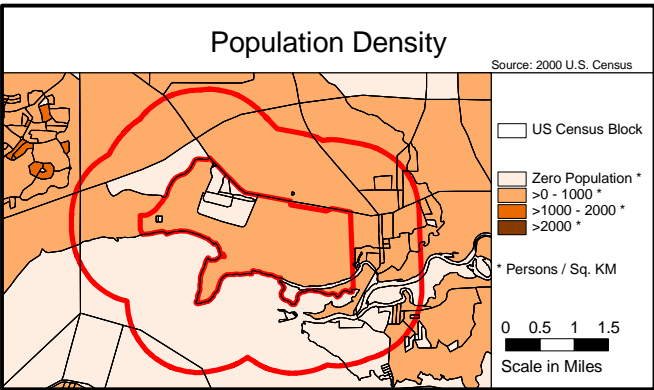 Population Density
Source: 2000 U.S. Census
US Census Block
Zero Population *
>0 - 1000 *
>1000 - 2000 *
>2000 *
* Persons / Sq. KM
0 0.5 1 1.5
Scale in Miles